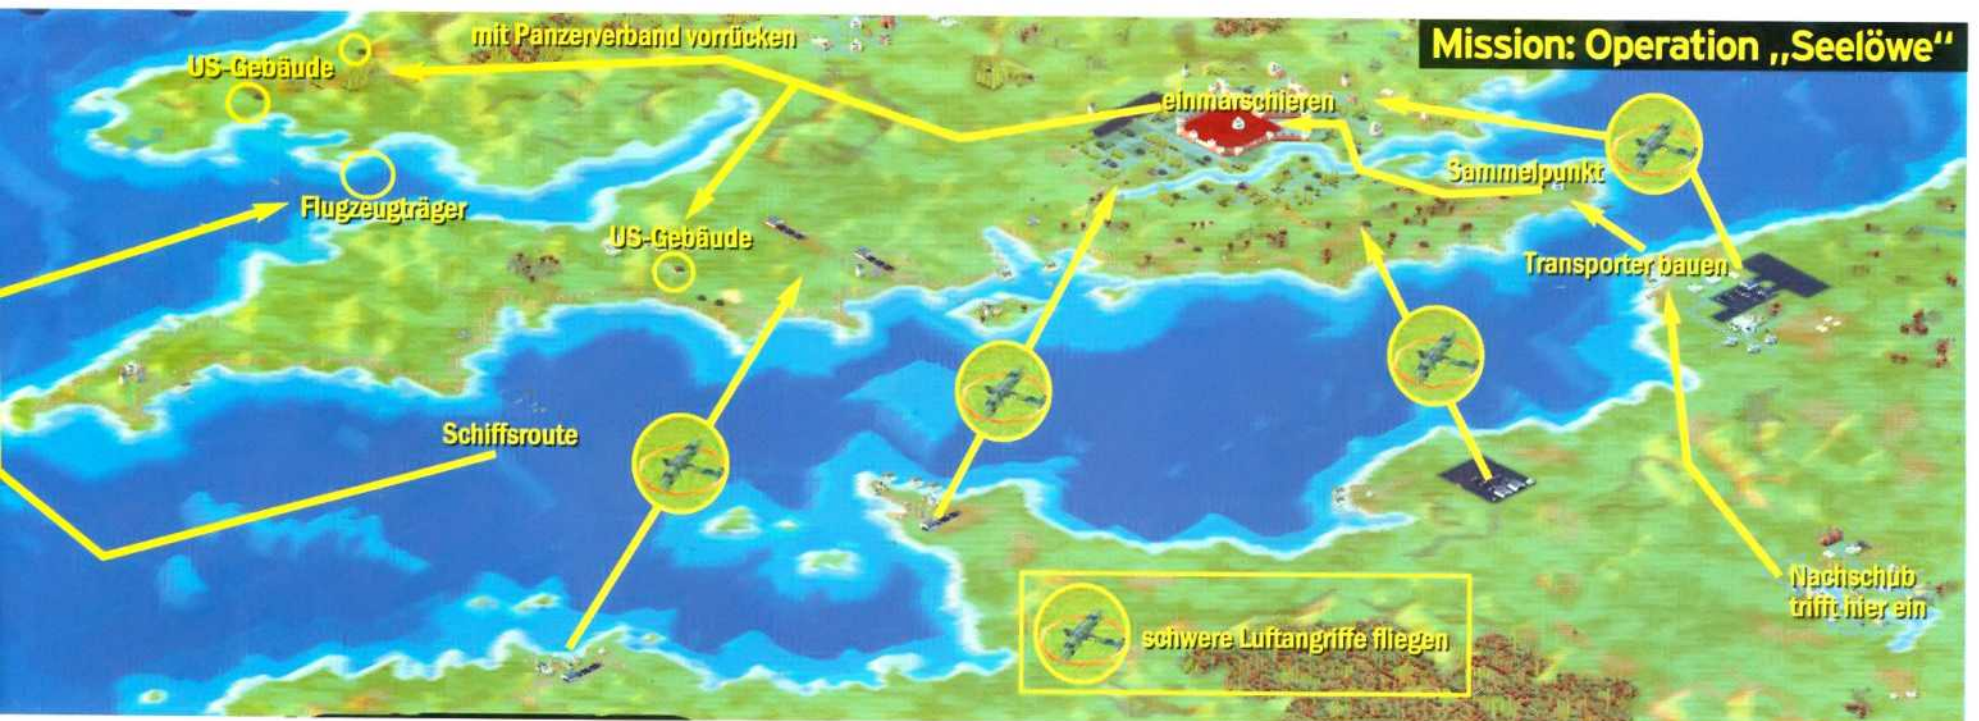 Mission: Operation „Seelöwe“
mit Panzerverband vorrücken
US-Gebäude
einmarschieren
Sammelpunkt
Flugzeugträger
US-Gebäude
Transporter bauen
Schiffsroute
Nachschub
trifft hier ein
schwere Luftangriffe fliegen